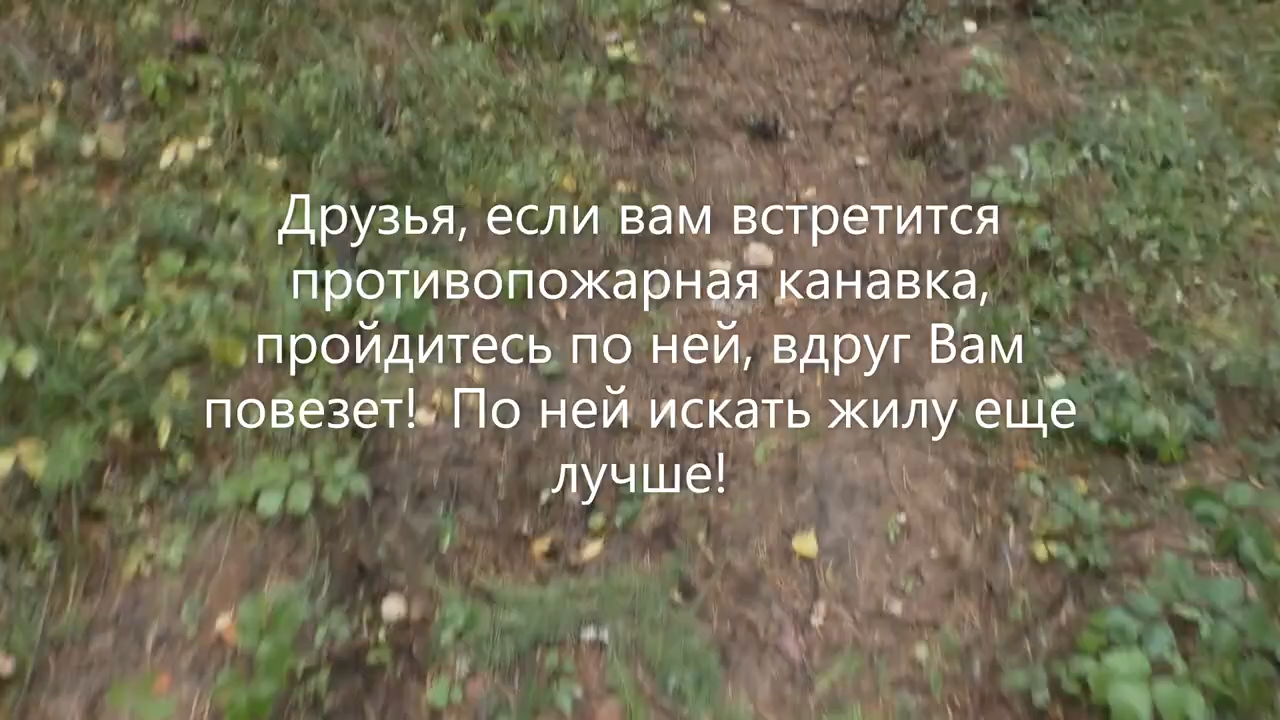 Друзья, если вам встретится
противопожарная канавка,
пройдитесь по ней, вдруг Вам
повезет!  По ней искать жилу еще
лучше!